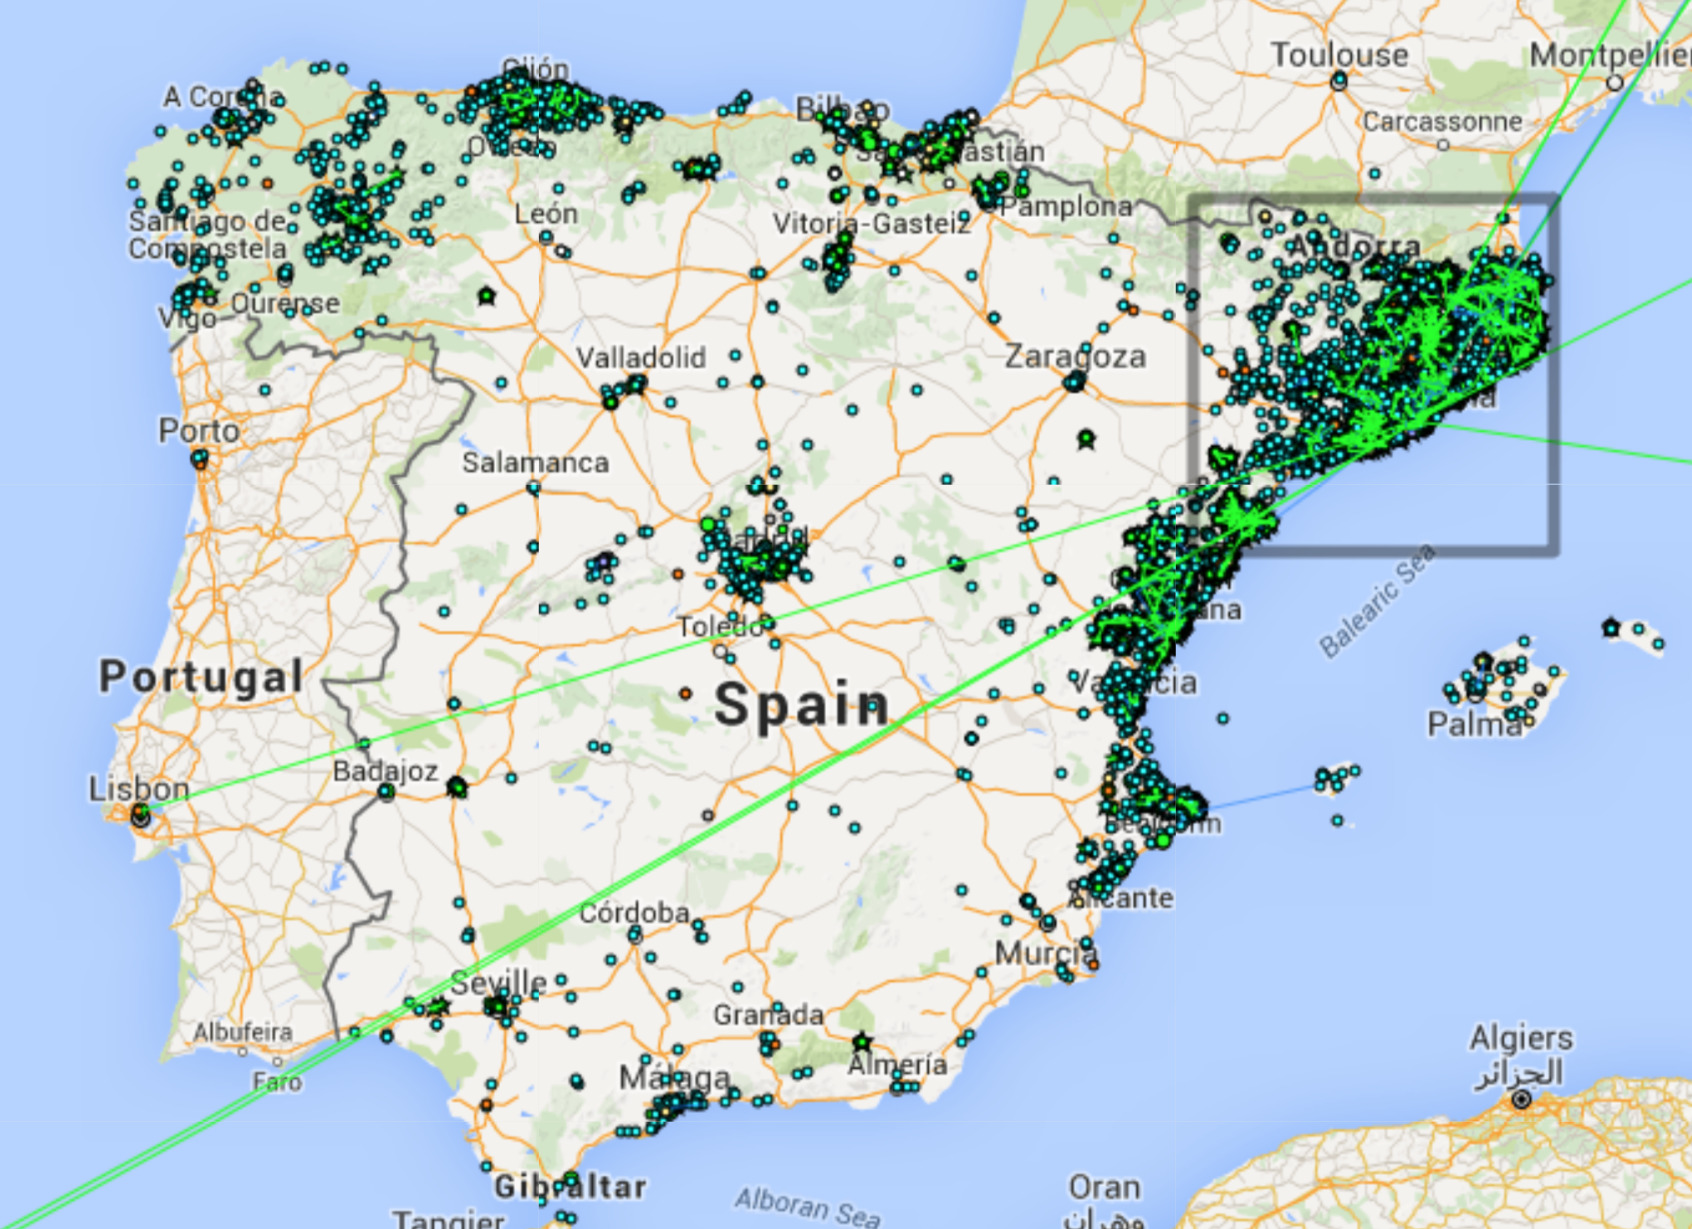 Toulouse
Montpellier
Gijón
A Coruña
Bilbao
Carcassonne
Oviedo
Santiago de
Compostela
León
Pamplona
Vitoria-Gasteiz
Andorra
Ourense
Vigo
Valladolid
Zaragoza
Porto
Salamanca
Madrid
Balearic Sea
Toledo
Portugal
Spain
Valencia
Palma
Badajoz
Lisbon
Benidorm
Alicante
Córdoba
Murcia
Seville
Granada
Albufeira
Algiers
الجزائر
Almería
Faro
Málaga
Gibraltar
Alboran Sea
Oran
وهران
Tangier